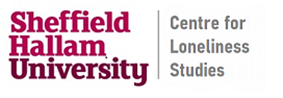 Sheffield
Hallam
University
Centre for
Loneliness
Studies